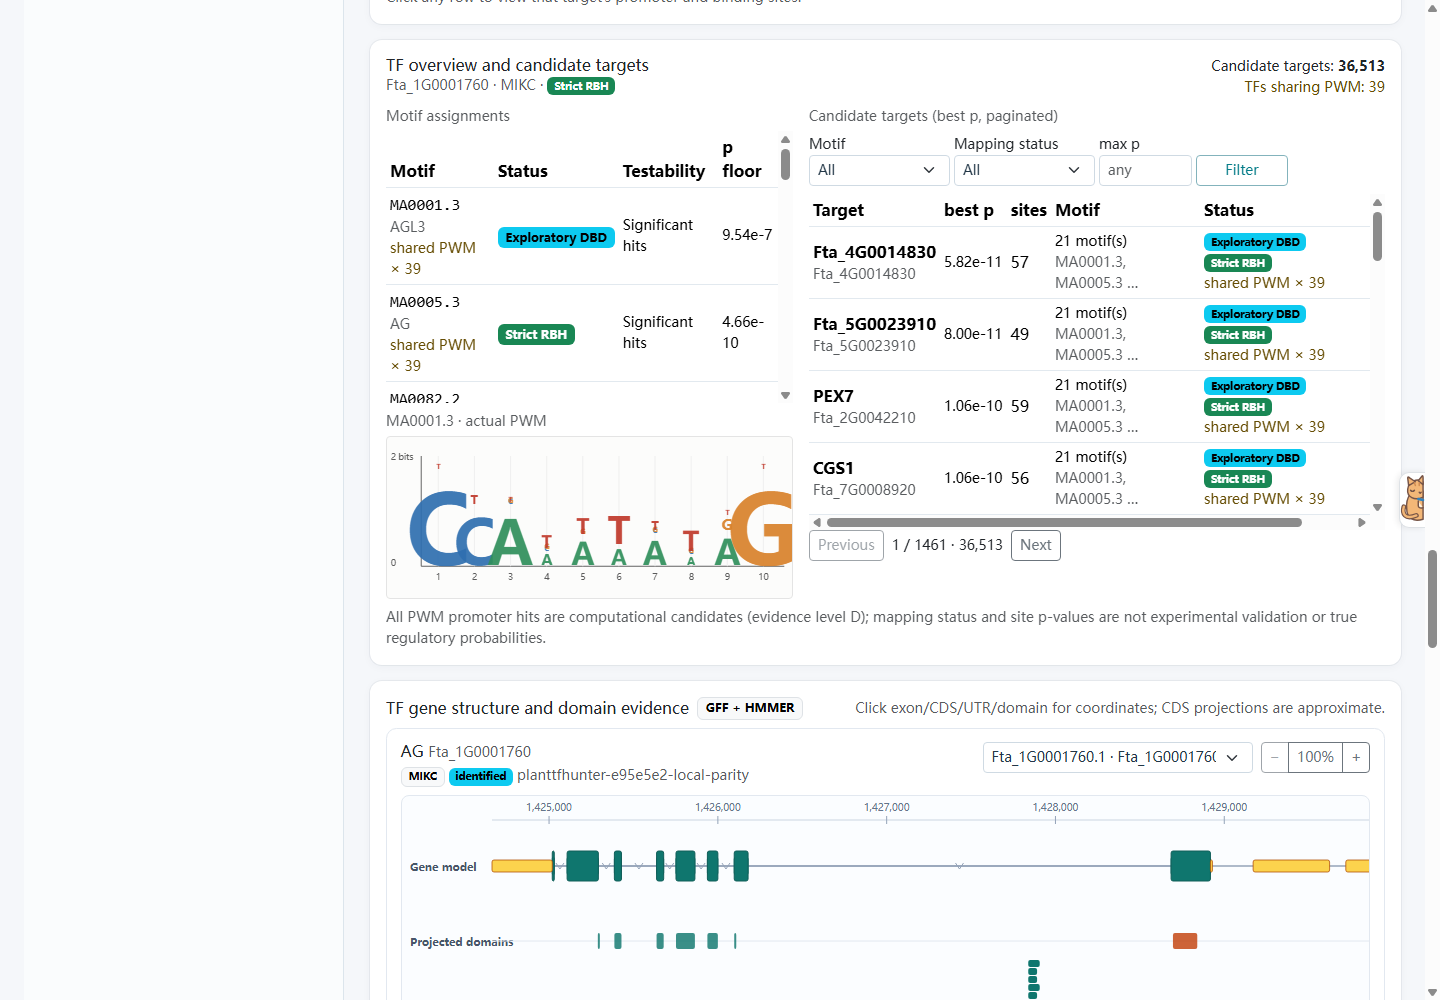 TF overview and candidate targets
Fta_1G0001760 · MIKC · Strict RBH
Candidate targets: 36,513
TFs sharing PWM: 39
Motif assignments
Motif Status Testability p floor
MA0001.3
AGL3
shared PWM × 39
Exploratory DBD
Significant hits
9.54e-7
MA0005.3
AG
shared PWM × 39
Strict RBH
Significant hits
4.66e-10
MA0082.2
MA0001.3 · actual PWM
2 bits
0
1 2 3 4 5 6 7 8 9 10
Candidate targets (best p, paginated)
Motif
All
Mapping status
All
max p
any
Filter
Target best p sites Motif Status
Fta_4G0014830
Fta_4G0014830
5.82e-11 57
21 motif(s)
MA0001.3,
MA0005.3 ...
Exploratory DBD
Strict RBH
shared PWM × 39
Fta_5G0023910
Fta_5G0023910
8.00e-11 49
21 motif(s)
MA0001.3,
MA0005.3 ...
Exploratory DBD
Strict RBH
shared PWM × 39
PEX7
Fta_2G0042210
1.06e-10 59
21 motif(s)
MA0001.3,
MA0005.3 ...
Exploratory DBD
Strict RBH
shared PWM × 39
CGS1
Fta_7G0008920
1.06e-10 56
21 motif(s)
MA0001.3,
MA0005.3 ...
Exploratory DBD
Strict RBH
shared PWM × 39
Previous 1 / 1461 · 36,513 Next
All PWM promoter hits are computational candidates (evidence level D); mapping status and site p-values are not experimental validation or true
regulatory probabilities.
TF gene structure and domain evidence GFF + HMMER
Click exon/CDS/UTR/domain for coordinates; CDS projections are approximate.
AG Fta_1G0001760
MIKC identified planttfhunter-e95e5e2-local-parity
Fta_1G0001760.1 · Fta_1G000176(
− 100% +
1,425,000 1,426,000 1,427,000 1,428,000 1,429,000
Gene model
Projected domains